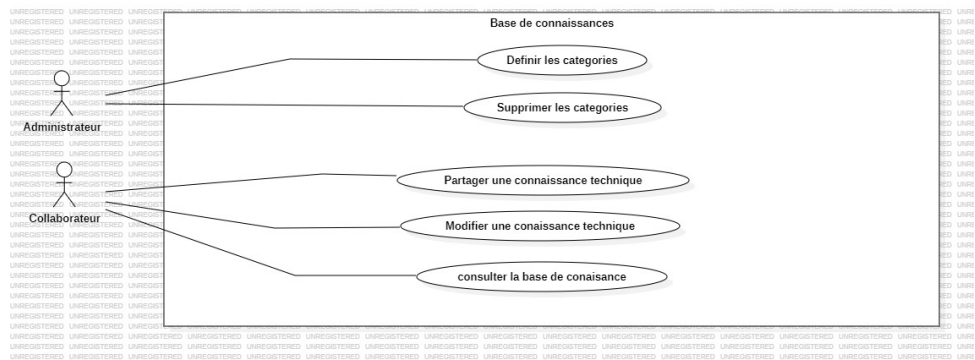 Base de connaissances
Definir les categories
Supprimer les categories
Administrateur
Partager une connaissance technique
Collaborateur
Modifier une conaissance technique
consulter la base de conaisance
UNREGISTERED